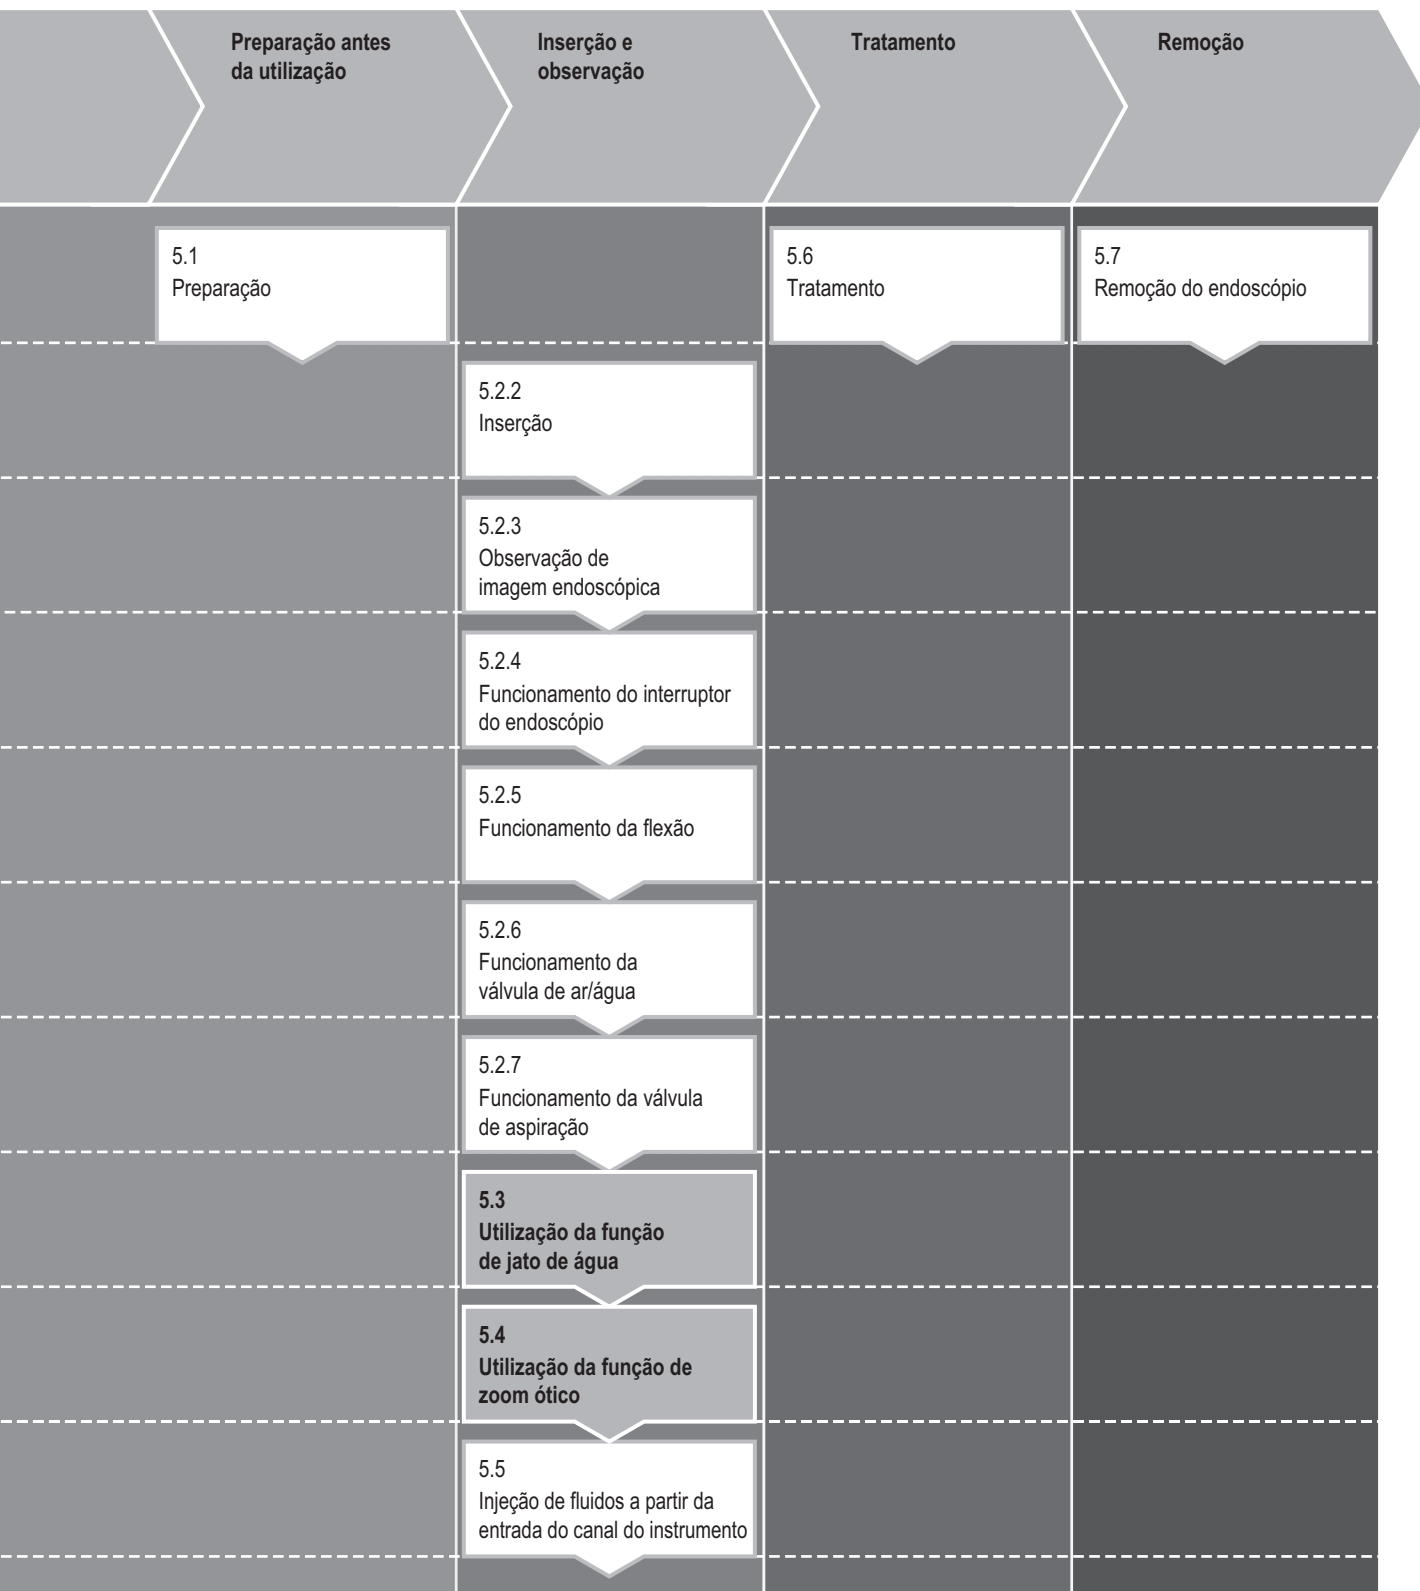 Preparação antes
da utilização
Inserção e
observação
Tratamento
Remoção
5.1
Preparação
5.6
Tratamento
5.7
Remoção do endoscópio
5.2.2
Inserção
5.2.3
Observação de
imagem endoscópica
5.2.4
Funcionamento do interruptor
do endoscópio
5.2.5
Funcionamento da flexão
5.2.6
Funcionamento da
válvula de ar/água
5.2.7
Funcionamento da válvula
de aspiração
5.3
Utilização da função
de jato de água
5.4
Utilização da função de
zoom ótico
5.5
Injeção de fluidos a partir da
entrada do canal do instrumento